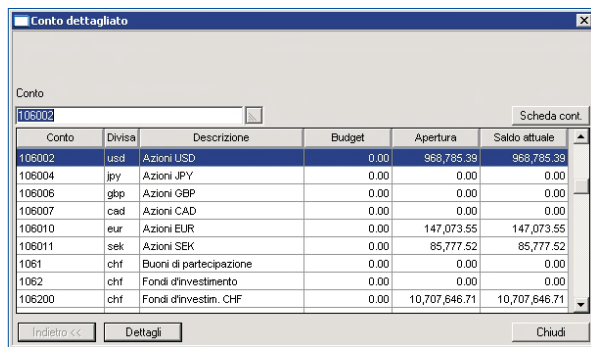 Conto dettagliato
Conto
106002
Scheda cont.
Conto Divisa Descrizione Budget Apertura Saldo attuale
106002 usd Azioni USD 0.00 968,785.39 968,785.39
106004 jpy Azioni JPY 0.00 0.00 0.00
106006 gbp Azioni GBP 0.00 0.00 0.00
106007 cad Azioni CAD 0.00 0.00 0.00
106010 eur Azioni EUR 0.00 147,073.55 147,073.55
106011 sek Azioni SEK 0.00 85,777.52 85,777.52
1061 chf Buoni di partecipazione 0.00 0.00 0.00
1062 chf Fondi d'investimento 0.00 0.00 0.00
106200 chf Fondi d'investim. CHF 0.00 10,707,646.71 10,707,646.71
Indietro << Dettagli Chiudi